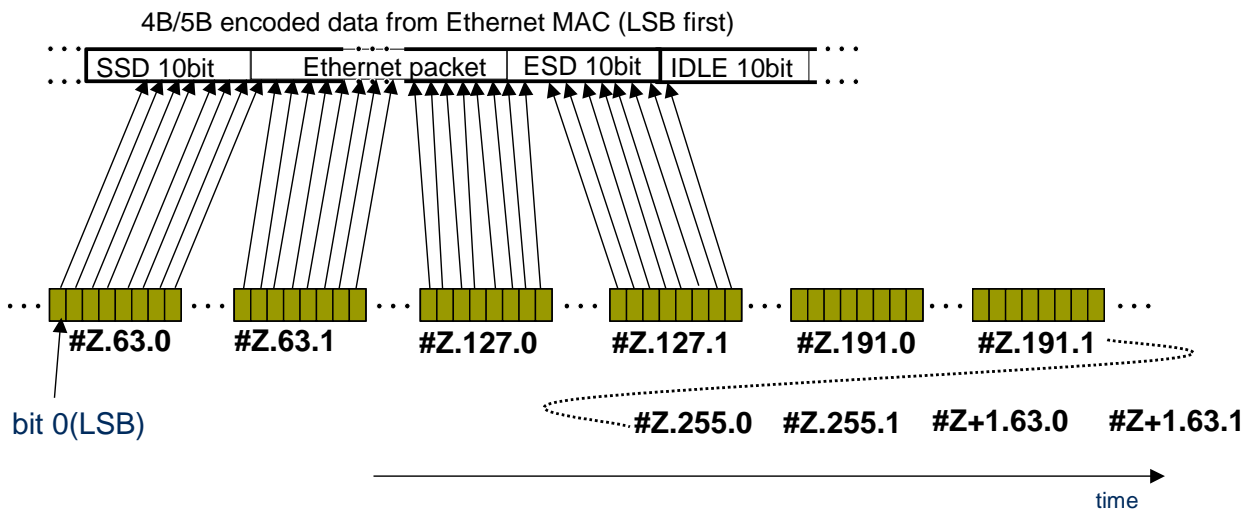 4B/5B encoded data from Ethernet MAC (LSB first)
SSD 10bit Ethernet packet ESD 10bit IDLE 10bit
#Z.63.0 #Z.63.1 #Z.127.0 #Z.127.1 #Z.191.0 #Z.191.1
bit 0(LSB)
#Z.255.0 #Z.255.1 #Z+1.63.0 #Z+1.63.1
time